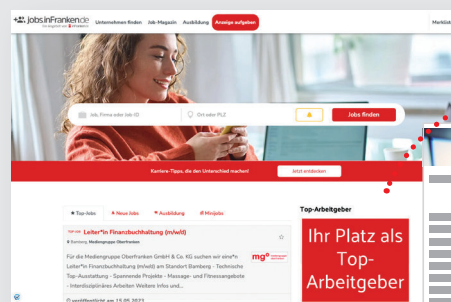 jobs.inFranken.de
Unternehmen finden Job-Magazin Ausbildung Anzeige aufgeben
Merkliste
Job, Firma oder Job-ID
Ort oder PLZ
Jobs finden
Karriere-Tipps, die den Unterschied machen!
Jetzt entdecken
Top-Jobs
Neue Jobs
Ausbildung
Minijobs
Top-Arbeitgeber
TOP-JOB Leiter*in Finanzbuchhaltung (m/w/d)
Bamberg, Mediengruppe Oberfranken
Für die Mediengruppe Oberfranken GmbH & Co. KG suchen wir eine*n
Leiter*in Finanzbuchhaltung (m/w/d) am Standort Bamberg - Technische
Top-Ausstattung - Spannende Projekte - Massage- und Fitnessangebote
- Interdisziplinäres Arbeiten Weitere Infos und...
mgo
veröffentlicht am 15.05.2023
Ihr Platz als
Top-
Arbeitgeber